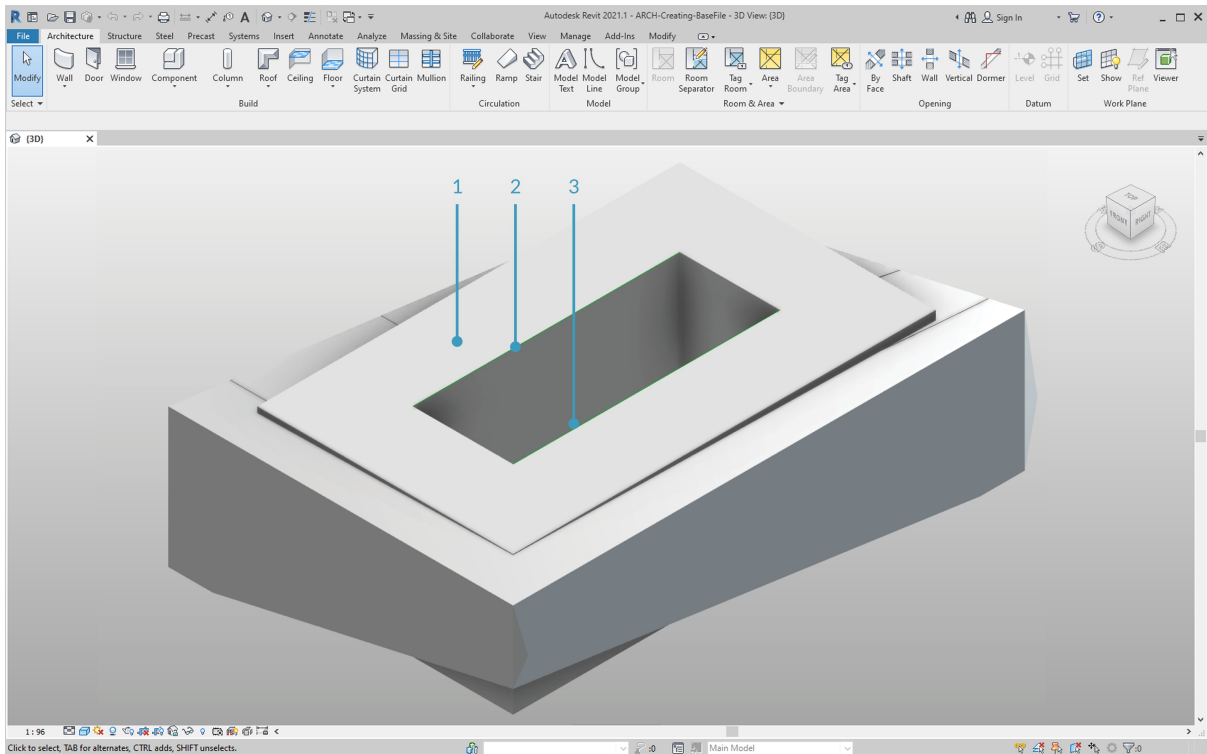 Autodesk Revit 2021.1 - ARCH-Creating-BaseFile - 3D View: {3D}
Sign In
File Architecture Structure Steel Precast Systems Insert Annotate Analyze Massing & Site Collaborate View Manage Add-Ins Modify
Modify Wall Door Window Component Column Roof Ceiling Floor Curtain System Curtain Grid Mullion Railing Ramp Stair Model Text Model Line Model Group Room Room Separator Tag Room Area Area Boundary Tag Area By Face Shaft Wall Vertical Dormer Level Grid Set Show Ref Plane Viewer
Select Build Circulation Model Room & Area Opening Datum Work Plane
{3D}
1 2 3
TOP
FRONT RIGHT
1 : 96
Click to select, TAB for alternates, CTRL adds, SHIFT unselects. :0 Main Model :0